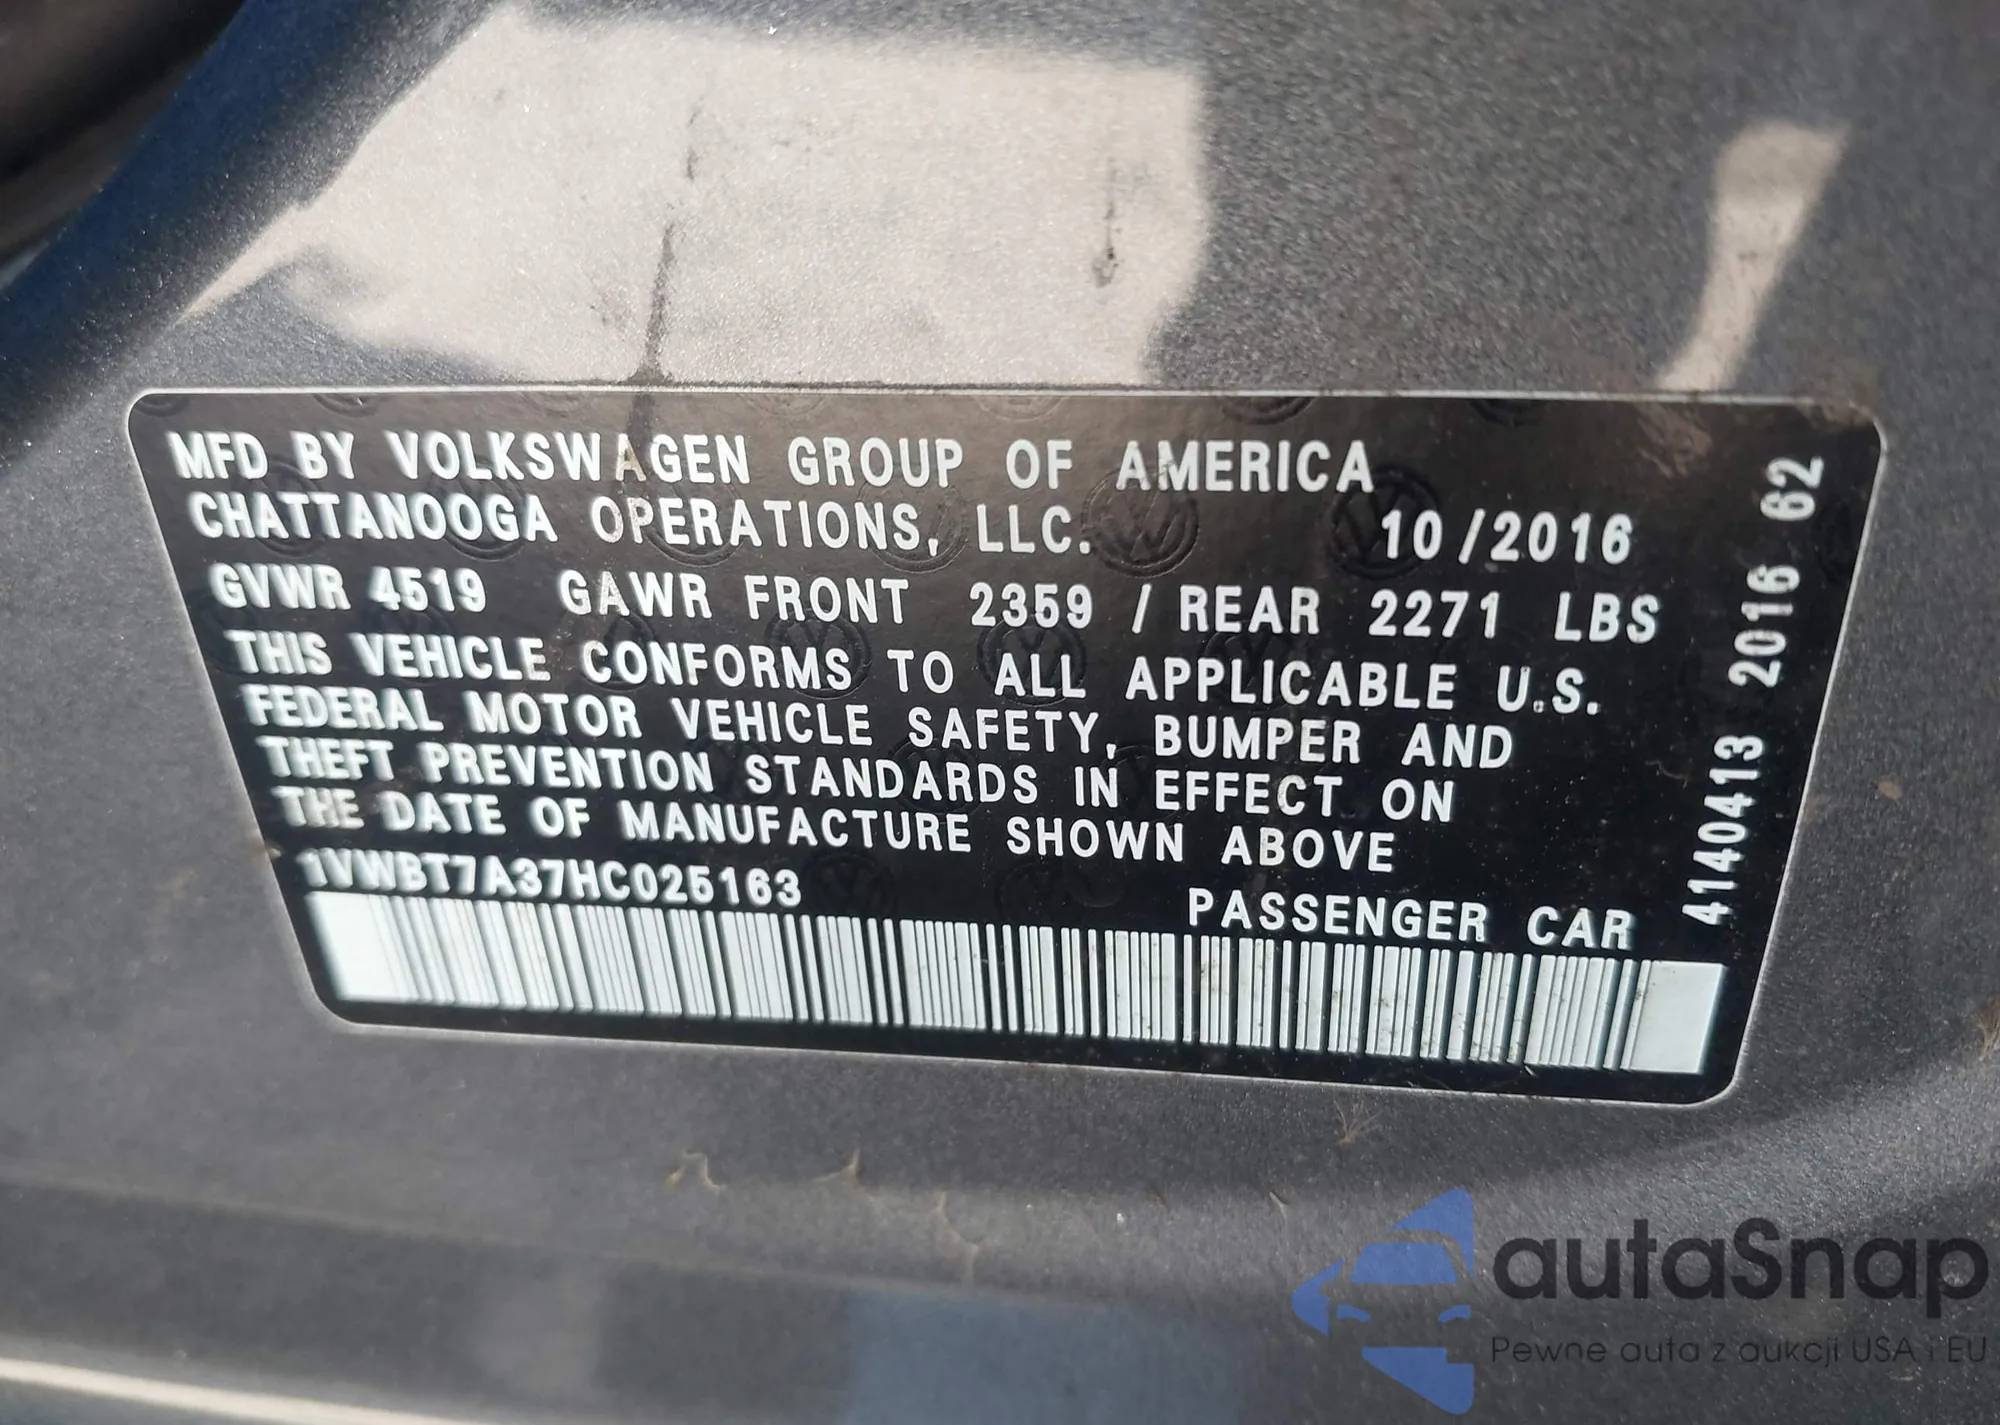 MFD BY VOLKSWAGEN GROUP OF AMERICA
CHATTANOOGA OPERATIONS, LLC. 10/2016
GVWR 4519 GAWR FRONT 2359 / REAR 2271 LBS
THIS VEHICLE CONFORMS TO ALL APPLICABLE U.S.
FEDERAL MOTOR VEHICLE SAFETY, BUMPER AND
THEFT PREVENTION STANDARDS IN EFFECT ON
THE DATE OF MANUFACTURE SHOWN ABOVE
1VWBT7A37HC025163
PASSENGER CAR
4140413 2016 62
autaSnap
Pewne auta z aukcji USA i EU